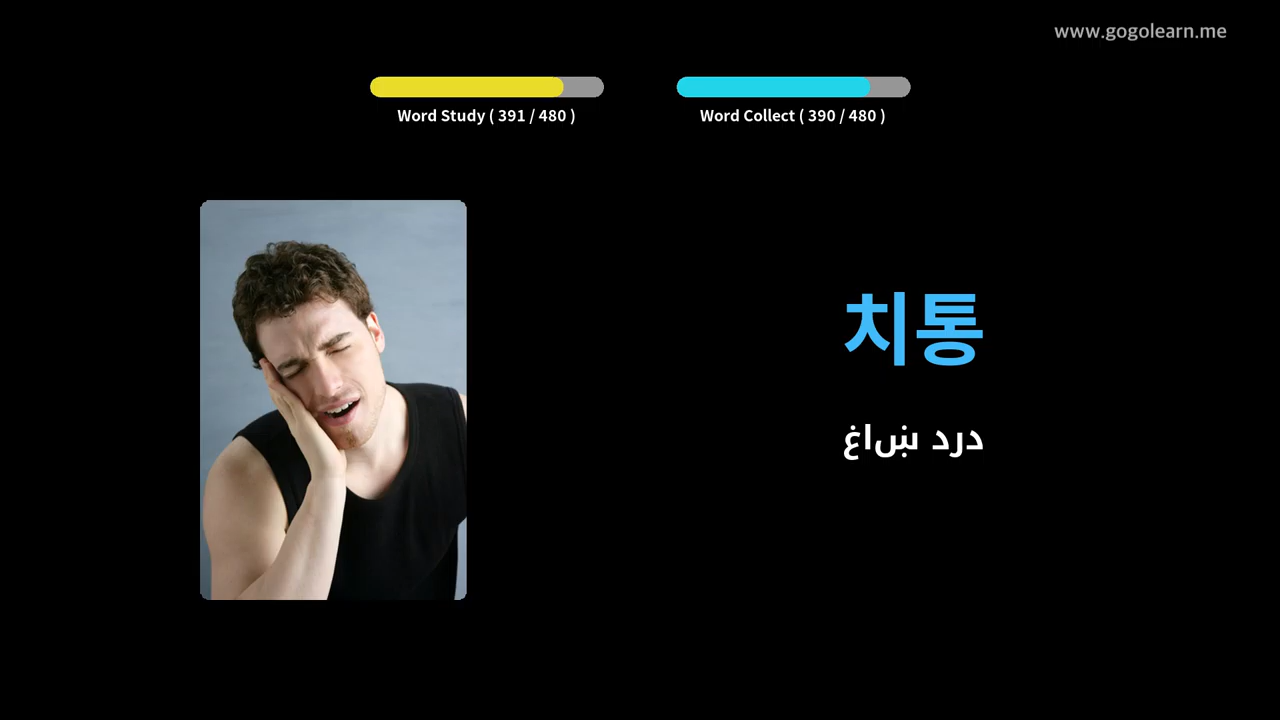 www.gogolearn.me
Word Study ( 391 / 480 )
Word Collect ( 390 / 480 )
치통
درد ښاغ